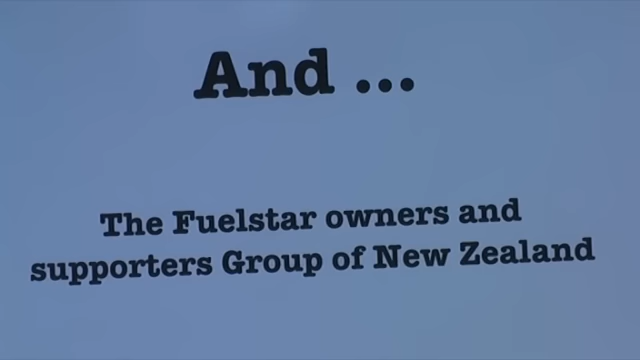 And ...
The Fuelstar owners and
supporters Group of New Zealand